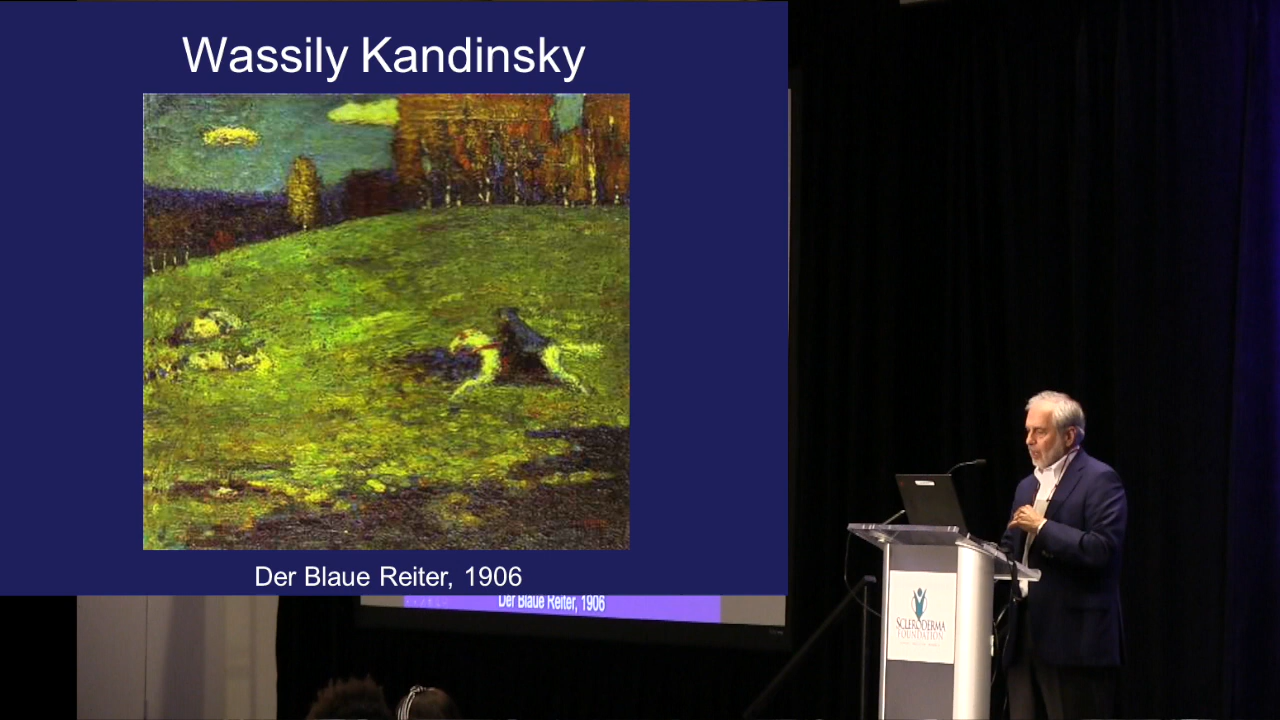 Wassily Kandinsky
Der Blaue Reiter, 1906
Der Blaue Reiter, 1906
SCLERODERMA
FOUNDATION